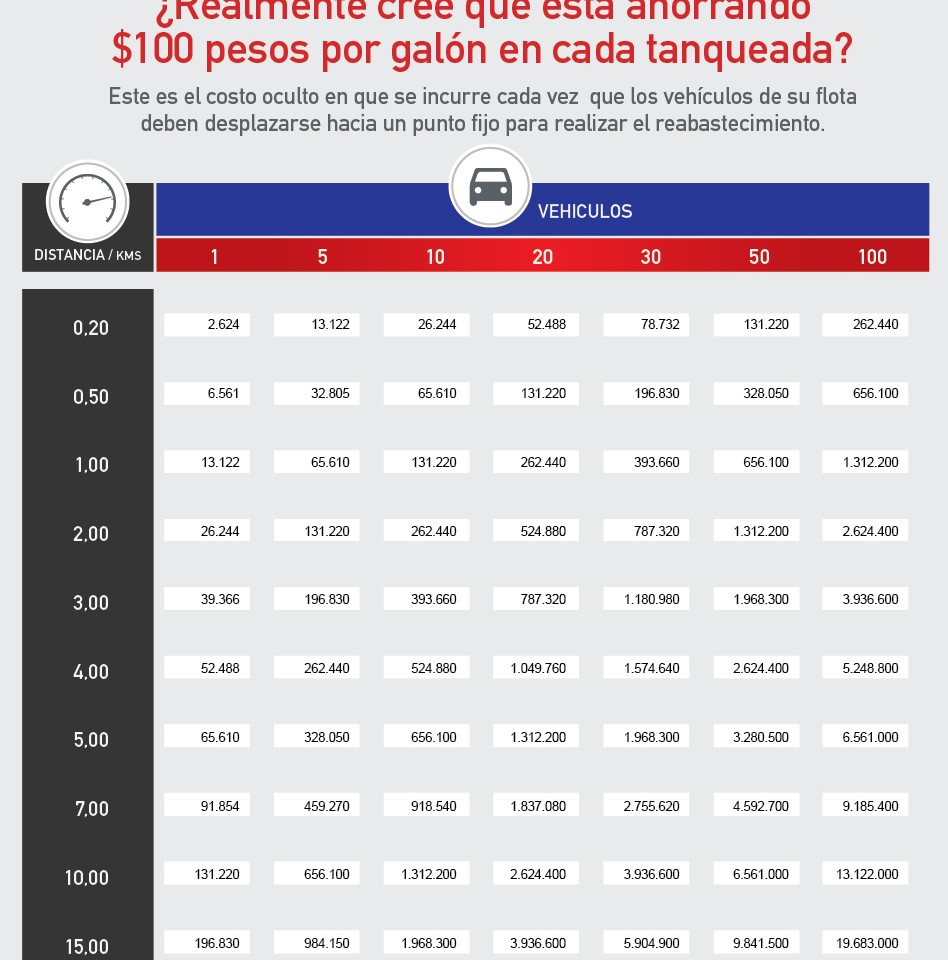 ¿Realmente cree que está ahorrando
$100 pesos por galón en cada tanqueada?
Este es el costo oculto en que se incurre cada vez que los vehículos de su flota
deben desplazarse hacia un punto fijo para realizar el reabastecimiento.
VEHICULOS
DISTANCIA / KMS 1 5 10 20 30 50 100
0,20 2.624 13.122 26.244 52.488 78.732 131.220 262.440
0,50 6.561 32.805 65.610 131.220 196.830 328.050 656.100
1,00 13.122 65.610 131.220 262.440 393.660 656.100 1.312.200
2,00 26.244 131.220 262.440 524.880 787.320 1.312.200 2.624.400
3,00 39.366 196.830 393.660 787.320 1.180.980 1.968.300 3.936.600
4,00 52.488 262.440 524.880 1.049.760 1.574.640 2.624.400 5.248.800
5,00 65.610 328.050 656.100 1.312.200 1.968.300 3.280.500 6.561.000
7,00 91.854 459.270 918.540 1.837.080 2.755.620 4.592.700 9.185.400
10,00 131.220 656.100 1.312.200 2.624.400 3.936.600 6.561.000 13.122.000
15,00 196.830 984.150 1.968.300 3.936.600 5.904.900 9.841.500 19.683.000